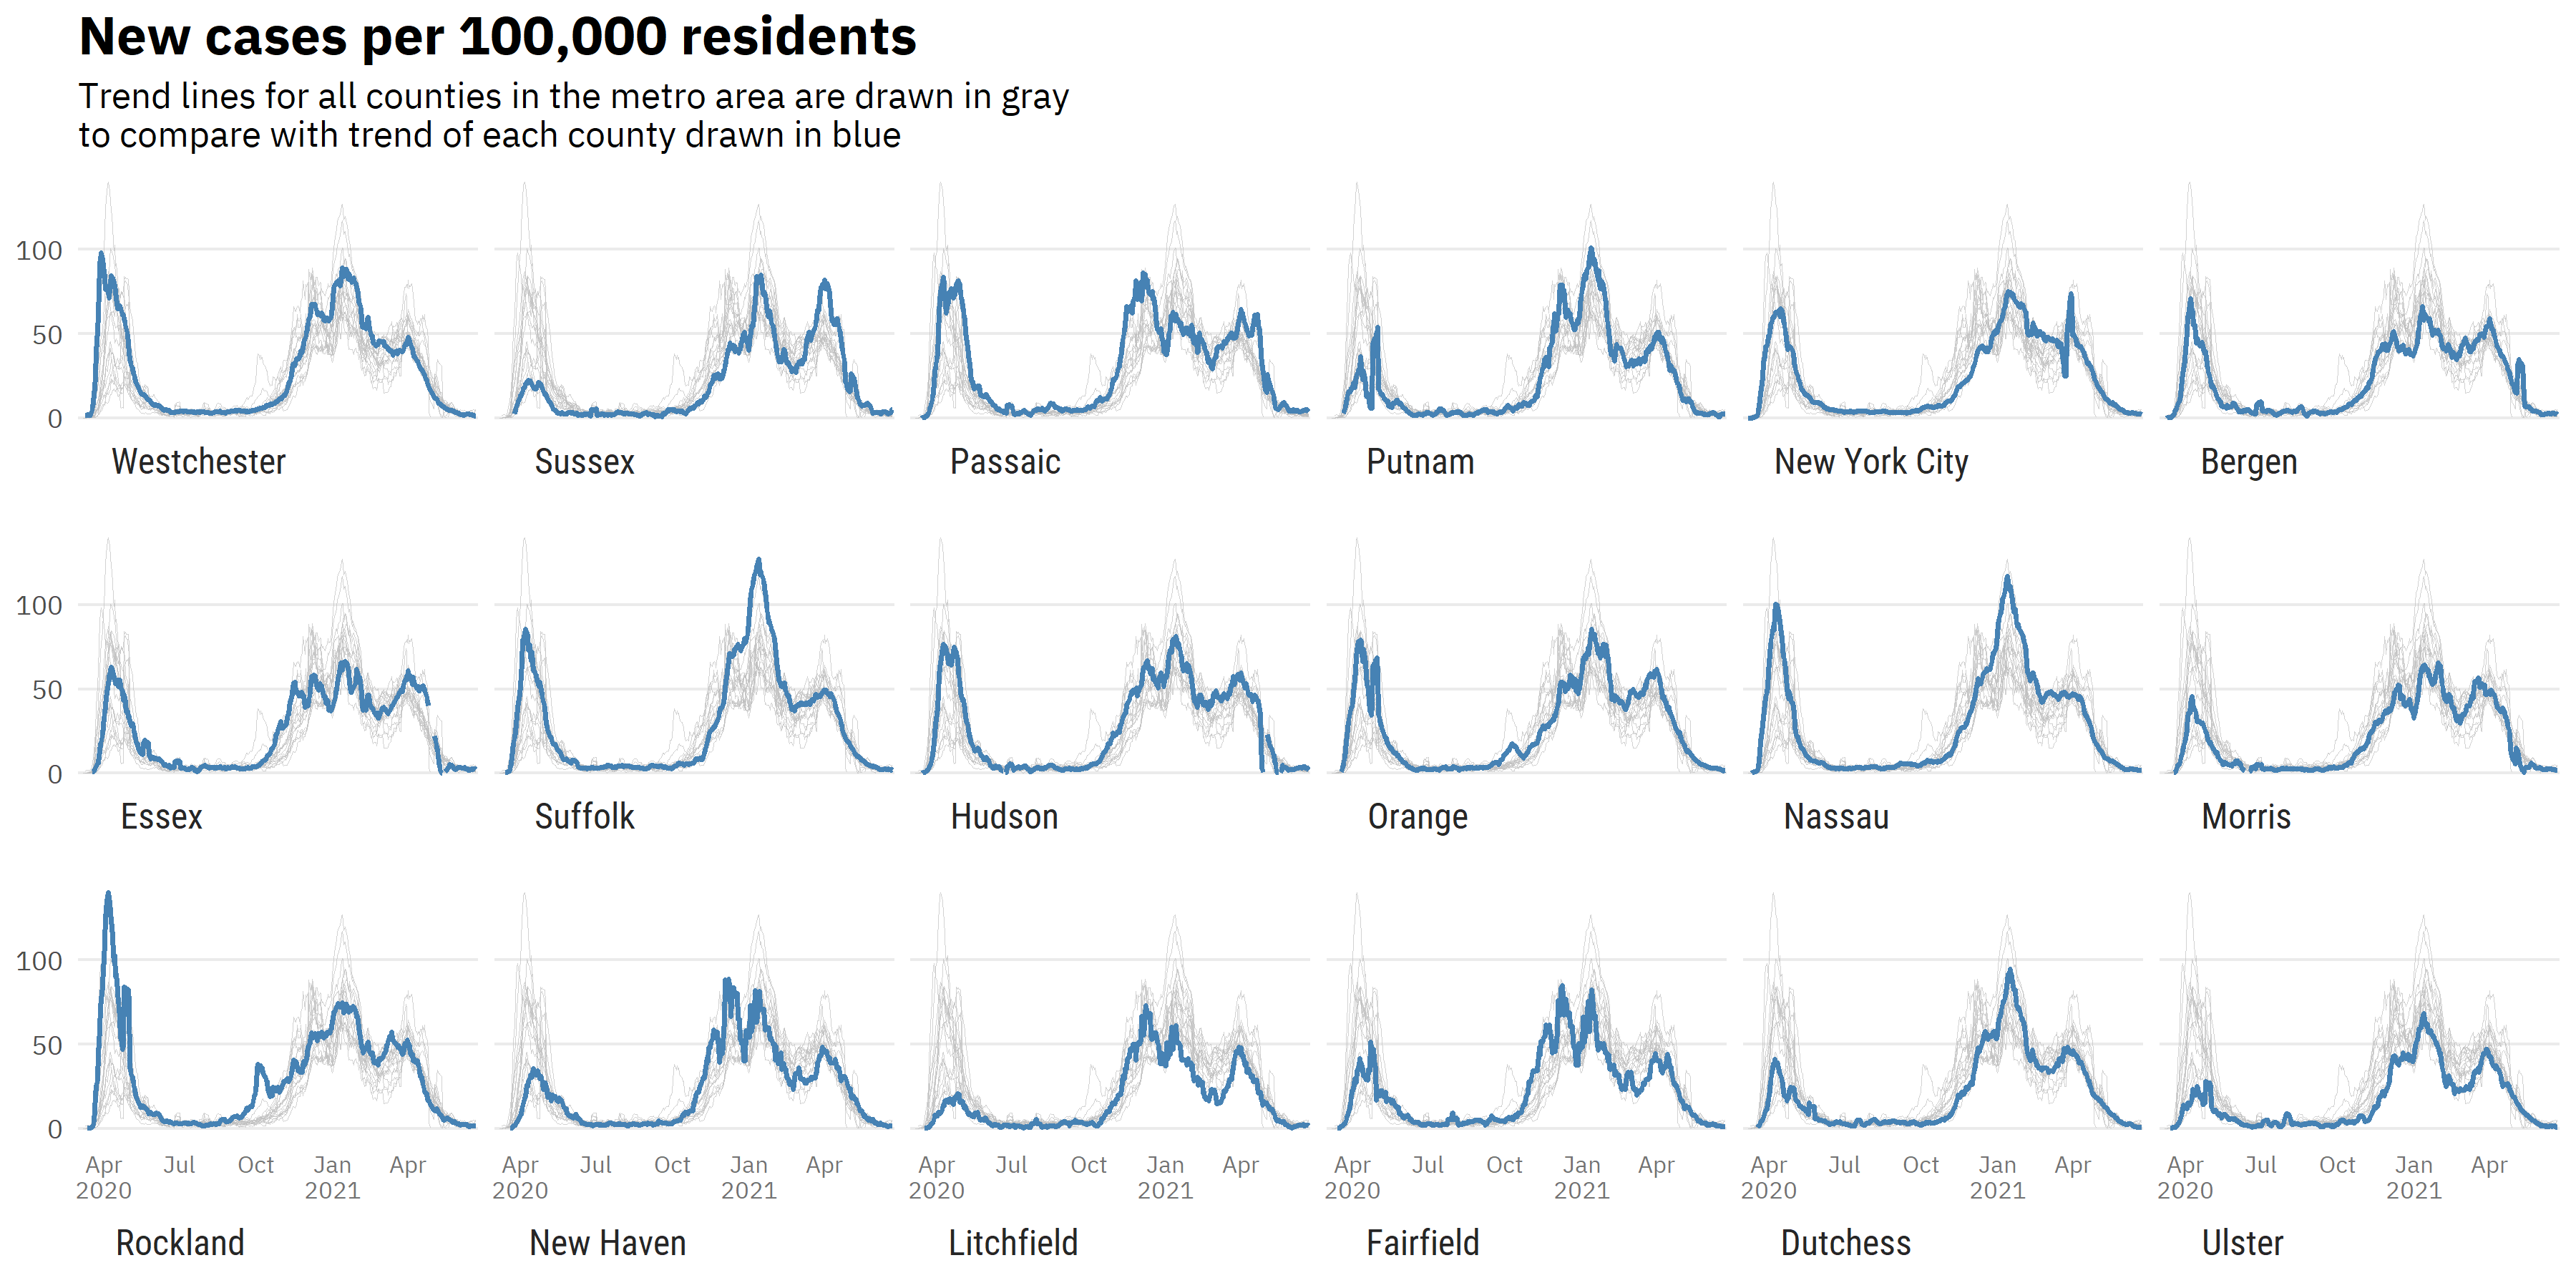 New cases per 100,000 residents
Trend lines for all counties in the metro area are drawn in gray
to compare with trend of each county drawn in blue
100
50
0
Westchester Sussex Passaic Putnam New York City Bergen
100
50
0
Essex Suffolk Hudson Orange Nassau Morris
100
50
0
Apr Jul Oct Jan Apr Apr Jul Oct Jan Apr Apr Jul Oct Jan Apr Apr Jul Oct Jan Apr Apr Jul Oct Jan Apr Apr Jul Oct Jan Apr
2020 2021 2020 2021 2020 2021 2020 2021 2020 2021 2020 2021
Rockland New Haven Litchfield Fairfield Dutchess Ulster